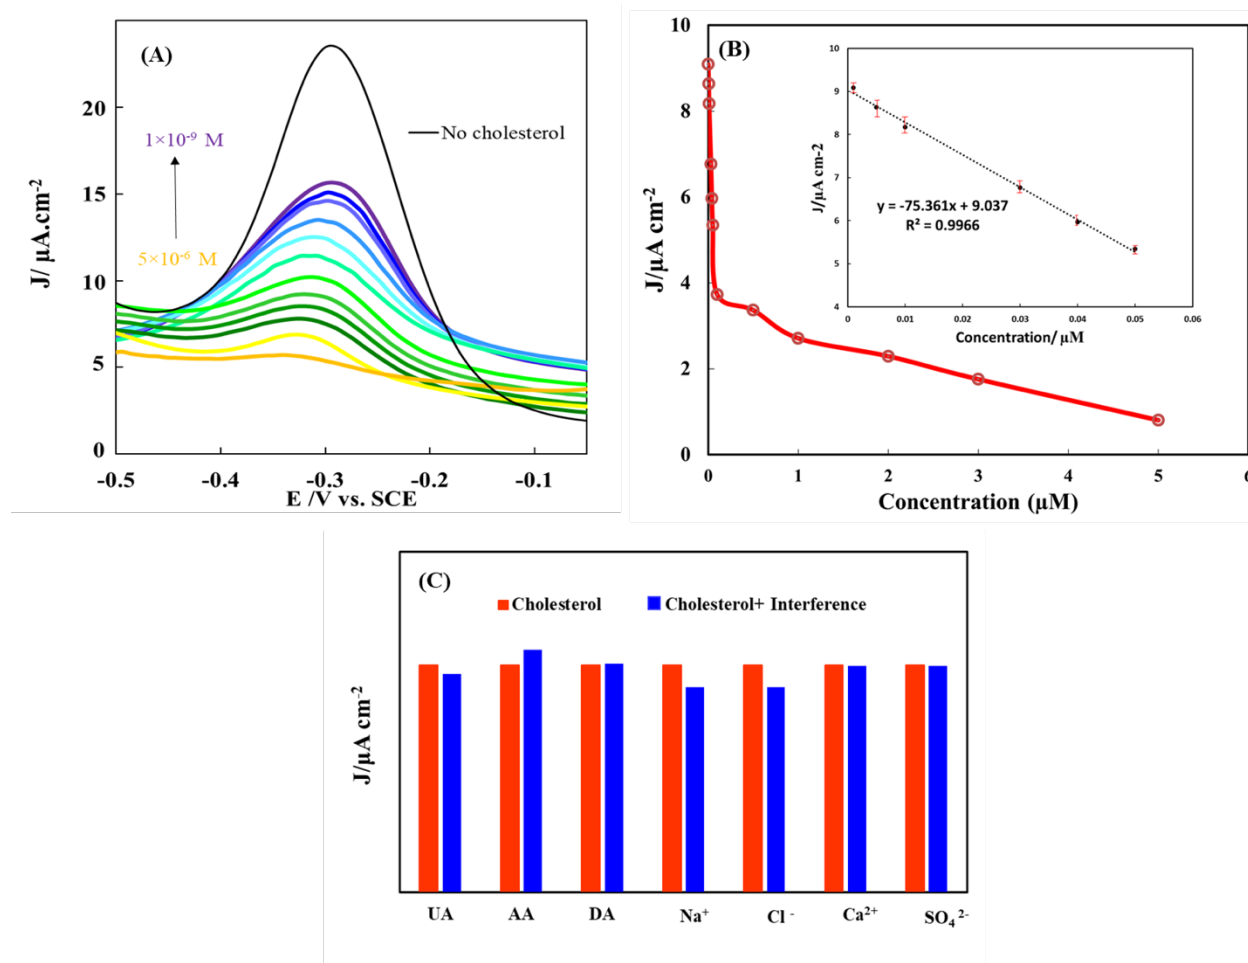 (A)
20
15
10
5
0
J/ µA.cm-2
1×10-9 M
5×10-6 M
No cholesterol
-0.5 -0.4 -0.3 -0.2 -0.1
E /V vs. SCE
(B)
10
8
6
4
2
0
J/µA cm-2
0 1 2 3 4 5 6
Concentration (µM)
10
9
8
7
6
5
4
J/µA cm-2
y = -75.361x + 9.037
R² = 0.9966
0 0.01 0.02 0.03 0.04 0.05 0.06
Concentration/ µM
(C)
Cholesterol Cholesterol+ Interference
J/µA cm-2
UA AA DA Na+ Cl - Ca2+ SO4 2-